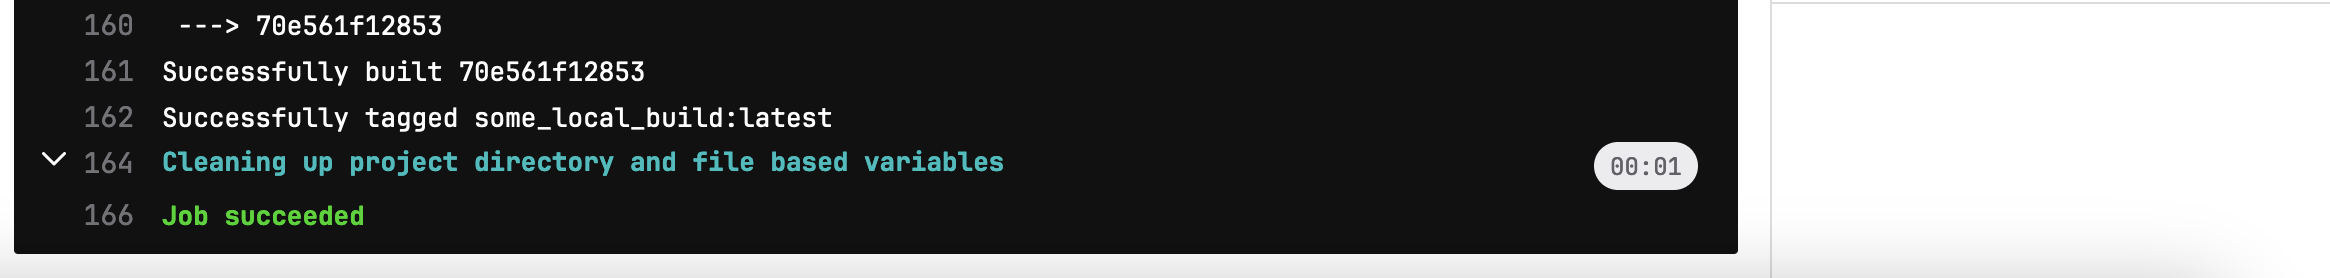 160 ---> 70e561f12853
161 Successfully built 70e561f12853
162 Successfully tagged some_local_build:latest
164 Cleaning up project directory and file based variables 00:01
166 Job succeeded